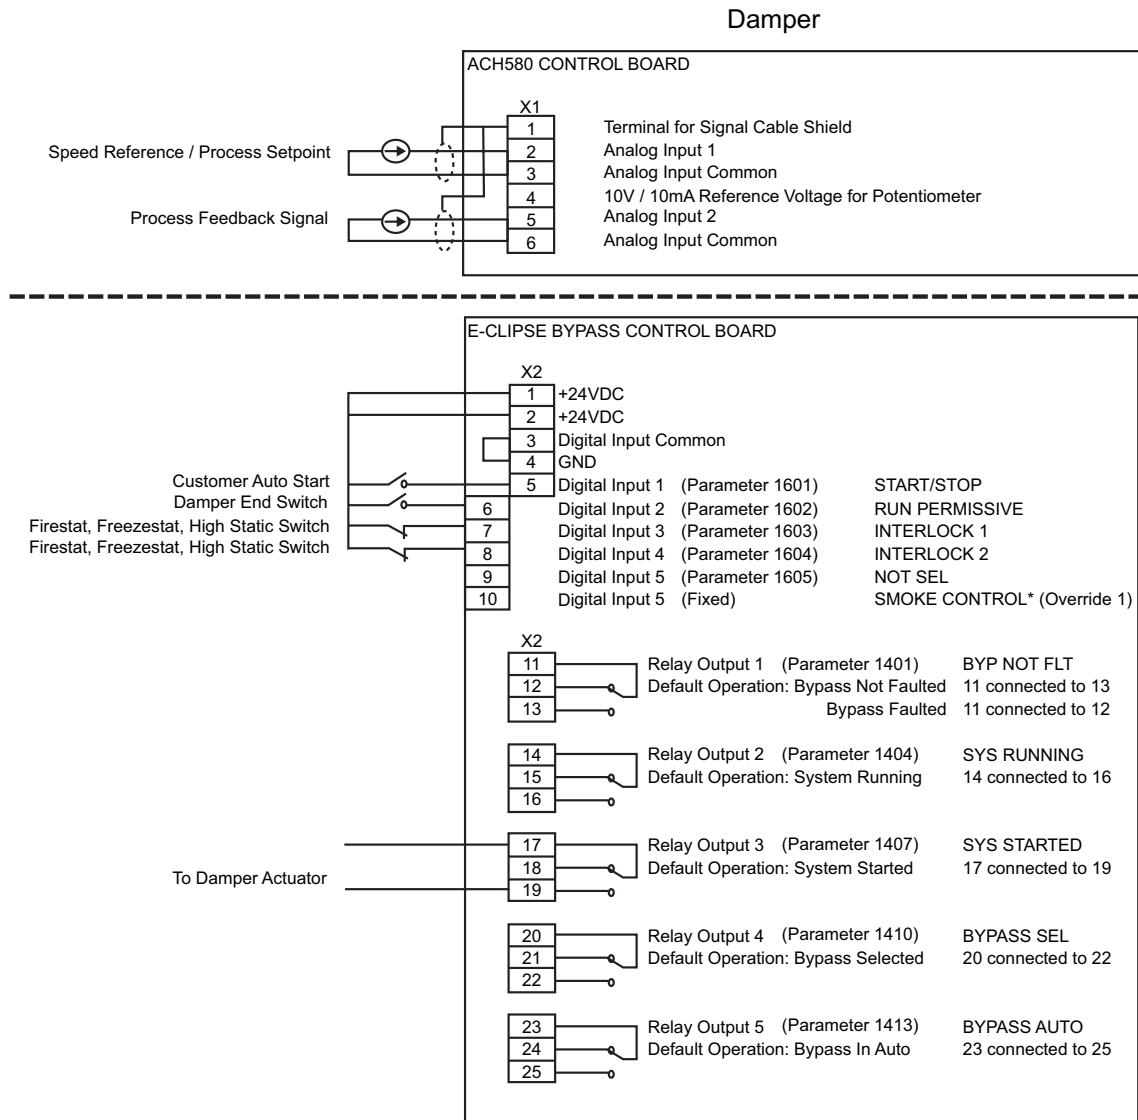 Damper
ACH580 CONTROL BOARD
X1
1 Terminal for Signal Cable Shield
Speed Reference / Process Setpoint 2 Analog Input 1
3 Analog Input Common
4 10V / 10mA Reference Voltage for Potentiometer
Process Feedback Signal 5 Analog Input 2
6 Analog Input Common
E-CLIPSE BYPASS CONTROL BOARD
X2
1 +24VDC
2 +24VDC
3 Digital Input Common
4 GND
Customer Auto Start 5 Digital Input 1 (Parameter 1601) START/STOP
Damper End Switch 6 Digital Input 2 (Parameter 1602) RUN PERMISSIVE
Firestat, Freezestat, High Static Switch 7 Digital Input 3 (Parameter 1603) INTERLOCK 1
Firestat, Freezestat, High Static Switch 8 Digital Input 4 (Parameter 1604) INTERLOCK 2
9 Digital Input 5 (Parameter 1605) NOT SEL
10 Digital Input 5 (Fixed) SMOKE CONTROL* (Override 1)
X2
11 Relay Output 1 (Parameter 1401) BYP NOT FLT
12 Default Operation: Bypass Not Faulted 11 connected to 13
13 Bypass Faulted 11 connected to 12
14 Relay Output 2 (Parameter 1404) SYS RUNNING
15 Default Operation: System Running 14 connected to 16
16
17 Relay Output 3 (Parameter 1407) SYS STARTED
18 Default Operation: System Started 17 connected to 19
To Damper Actuator
19
20 Relay Output 4 (Parameter 1410) BYPASS SEL
21 Default Operation: Bypass Selected 20 connected to 22
22
23 Relay Output 5 (Parameter 1413) BYPASS AUTO
24 Default Operation: Bypass In Auto 23 connected to 25
25